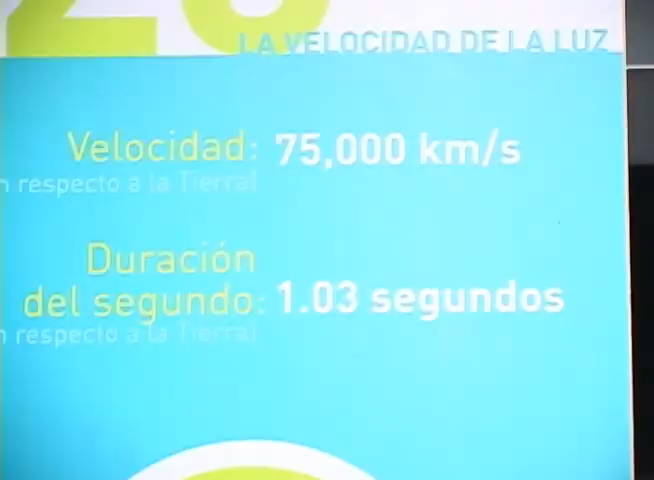 LA VELOCIDAD DE LA LUZ
Velocidad: 75,000 km/s
respecto a la Tierra)
Duración
del segundo: 1.03 segundos
respecto a la Tierra)